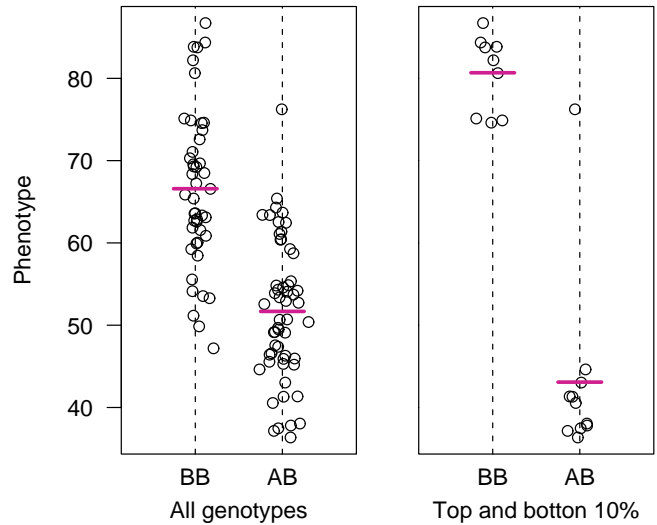 Phenotype
80
70
60
50
40
BB AB
All genotypes
BB AB
Top and botton 10%